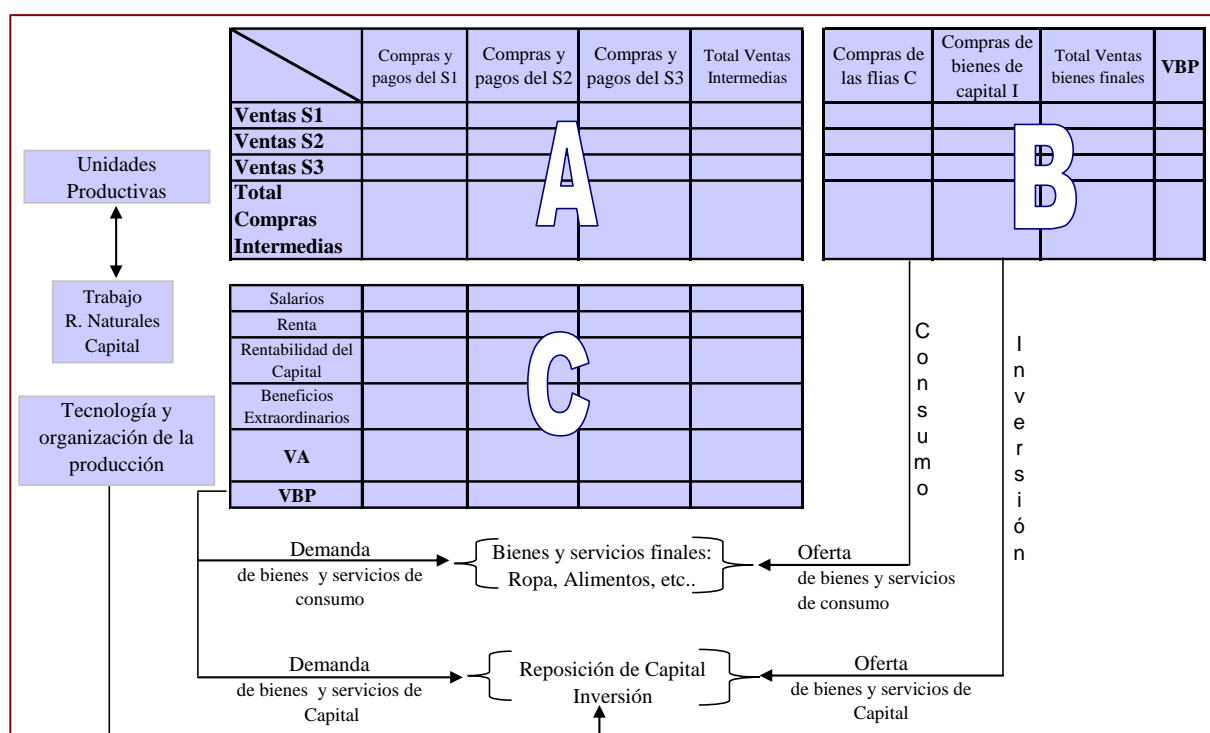 Compras y
pagos del S1
Compras y
pagos del S2
Compras y
pagos del S3
Total Ventas
Intermedias
Compras de
las flias C
Compras de
bienes de
capital I
Total Ventas
bienes finales
VBP
Ventas S1
Ventas S2
Ventas S3
Total
Compras
Intermedias
A
B
Unidades
Productivas
Trabajo
R. Naturales
Capital
Tecnología y
organización de la
producción
Salarios
Renta
Rentabilidad del
Capital
Beneficios
Extraordinarios
VA
VBP
C
Consumo
Inversión
Demanda
de bienes y servicios de
consumo
Bienes y servicios finales:
Ropa, Alimentos, etc..
Oferta
de bienes y servicios
de consumo
Demanda
de bienes y servicios de
Capital
Reposición de Capital
Inversión
Oferta
de bienes y servicios de
Capital